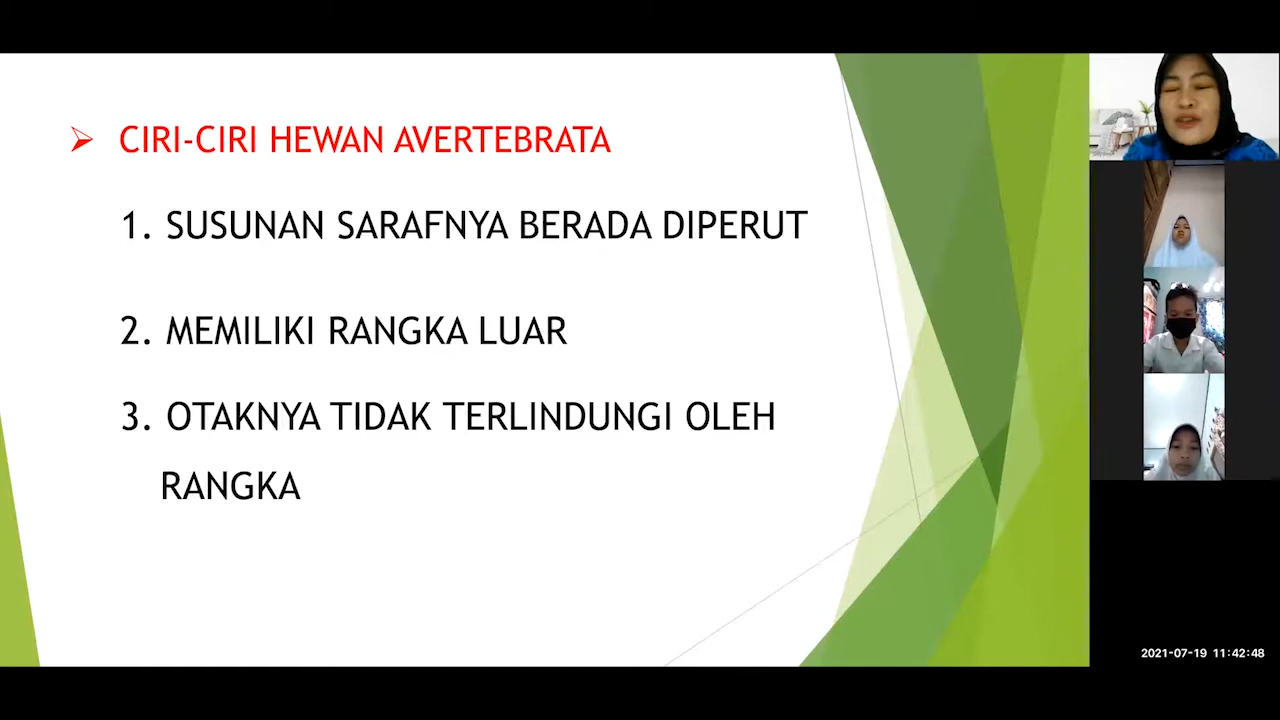 CIRI-CIRI HEWAN AVERTEBRATA
1. SUSUNAN SARAFNYA BERADA DIPERUT
2. MEMILIKI RANGKA LUAR
3. OTAKNYA TIDAK TERLINDUNGI OLEH
RANGKA
2021-07-19 11:42:48